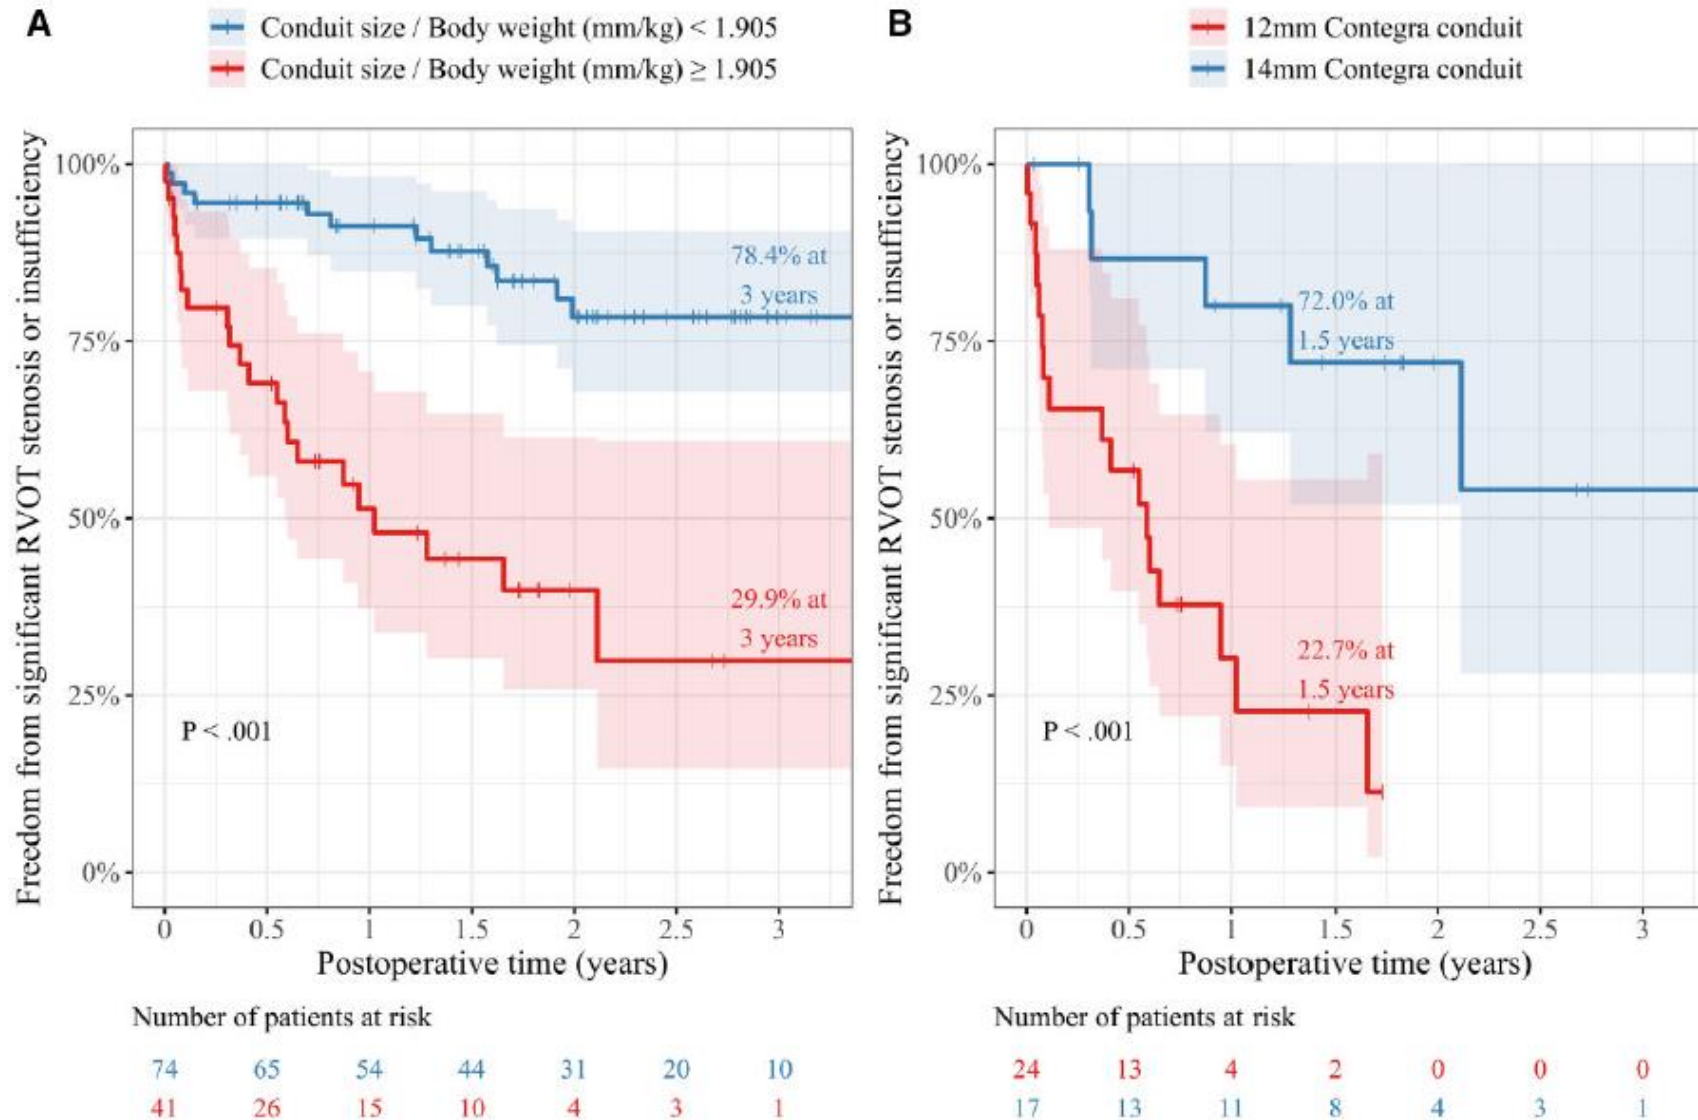 A
Conduit size / Body weight (mm/kg) < 1.905
Conduit size / Body weight (mm/kg) ≥ 1.905
Freedom from significant RVOT stenosis or insufficiency
100%
75%
50%
25%
0%
78.4% at
3 years
29.9% at
3 years
P < .001
0 0.5 1 1.5 2 2.5 3
Postoperative time (years)
Number of patients at risk
74 65 54 44 31 20 10
41 26 15 10 4 3 1
B
12mm Contegra conduit
14mm Contegra conduit
Freedom from significant RVOT stenosis or insufficiency
100%
75%
50%
25%
0%
72.0% at
1.5 years
22.7% at
1.5 years
P < .001
0 0.5 1 1.5 2 2.5 3
Postoperative time (years)
Number of patients at risk
24 13 4 2 0 0 0
17 13 11 8 4 3 1